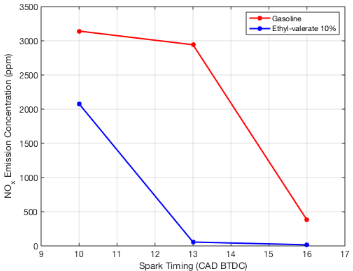 3500
3000
2500
2000
1500
1000
500
0
9 10 11 12 13 14 15 16 17
NOx Emission Concentration (ppm)
Spark Timing (CAD BTDC)
Gasoline
Ethyl-valerate 10%